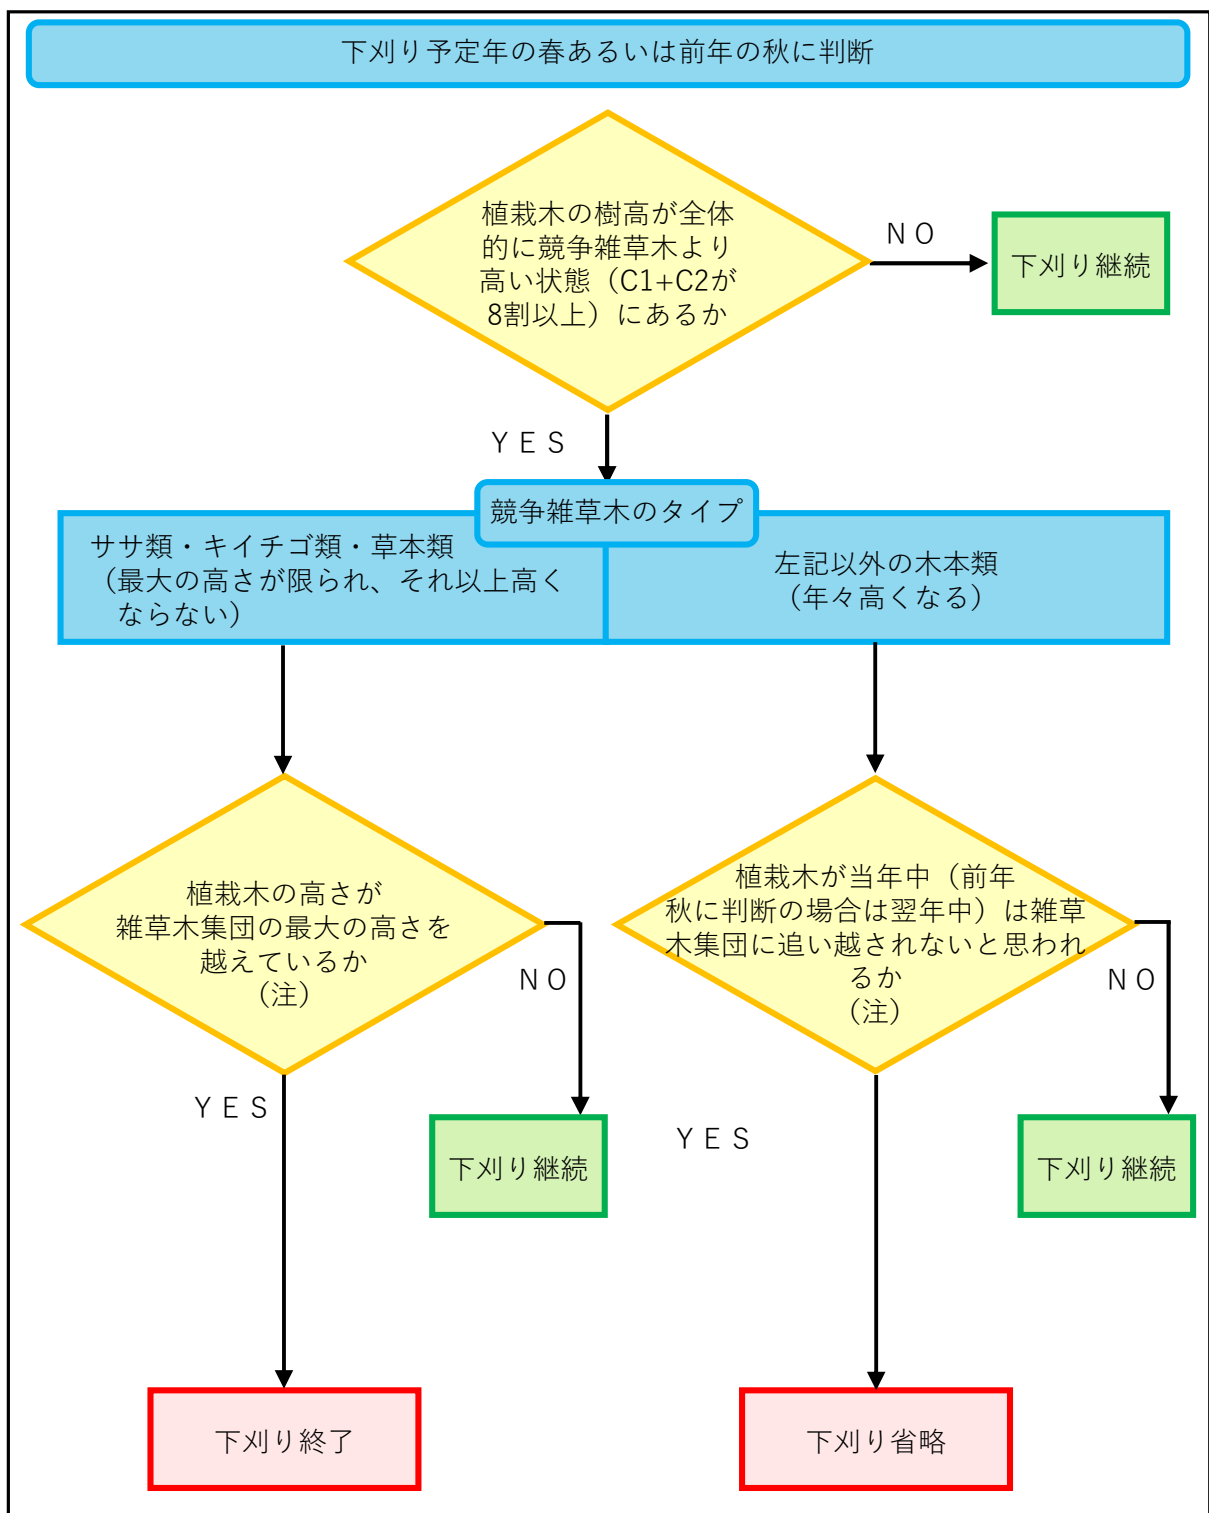 下刈り予定年の春あるいは前年の秋に判断
植栽木の樹高が全体
的に競争雑草木より
高い状態（C1+C2が
8割以上）にあるか
ＮＯ
下刈り継続
ＹＥＳ
競争雑草木のタイプ
ササ類・キイチゴ類・草本類
（最大の高さが限られ、それ以上高く
ならない）
左記以外の木本類
（年々高くなる）
植栽木の高さが
雑草木集団の最大の高さを
越えているか
（注）
ＮＯ
ＹＥＳ
下刈り継続
植栽木が当年中（前年
秋に判断の場合は翌年中）は雑草
木集団に追い越されないと思われ
るか
（注）
ＮＯ
ＹＥＳ
下刈り継続
下刈り終了
下刈り省略